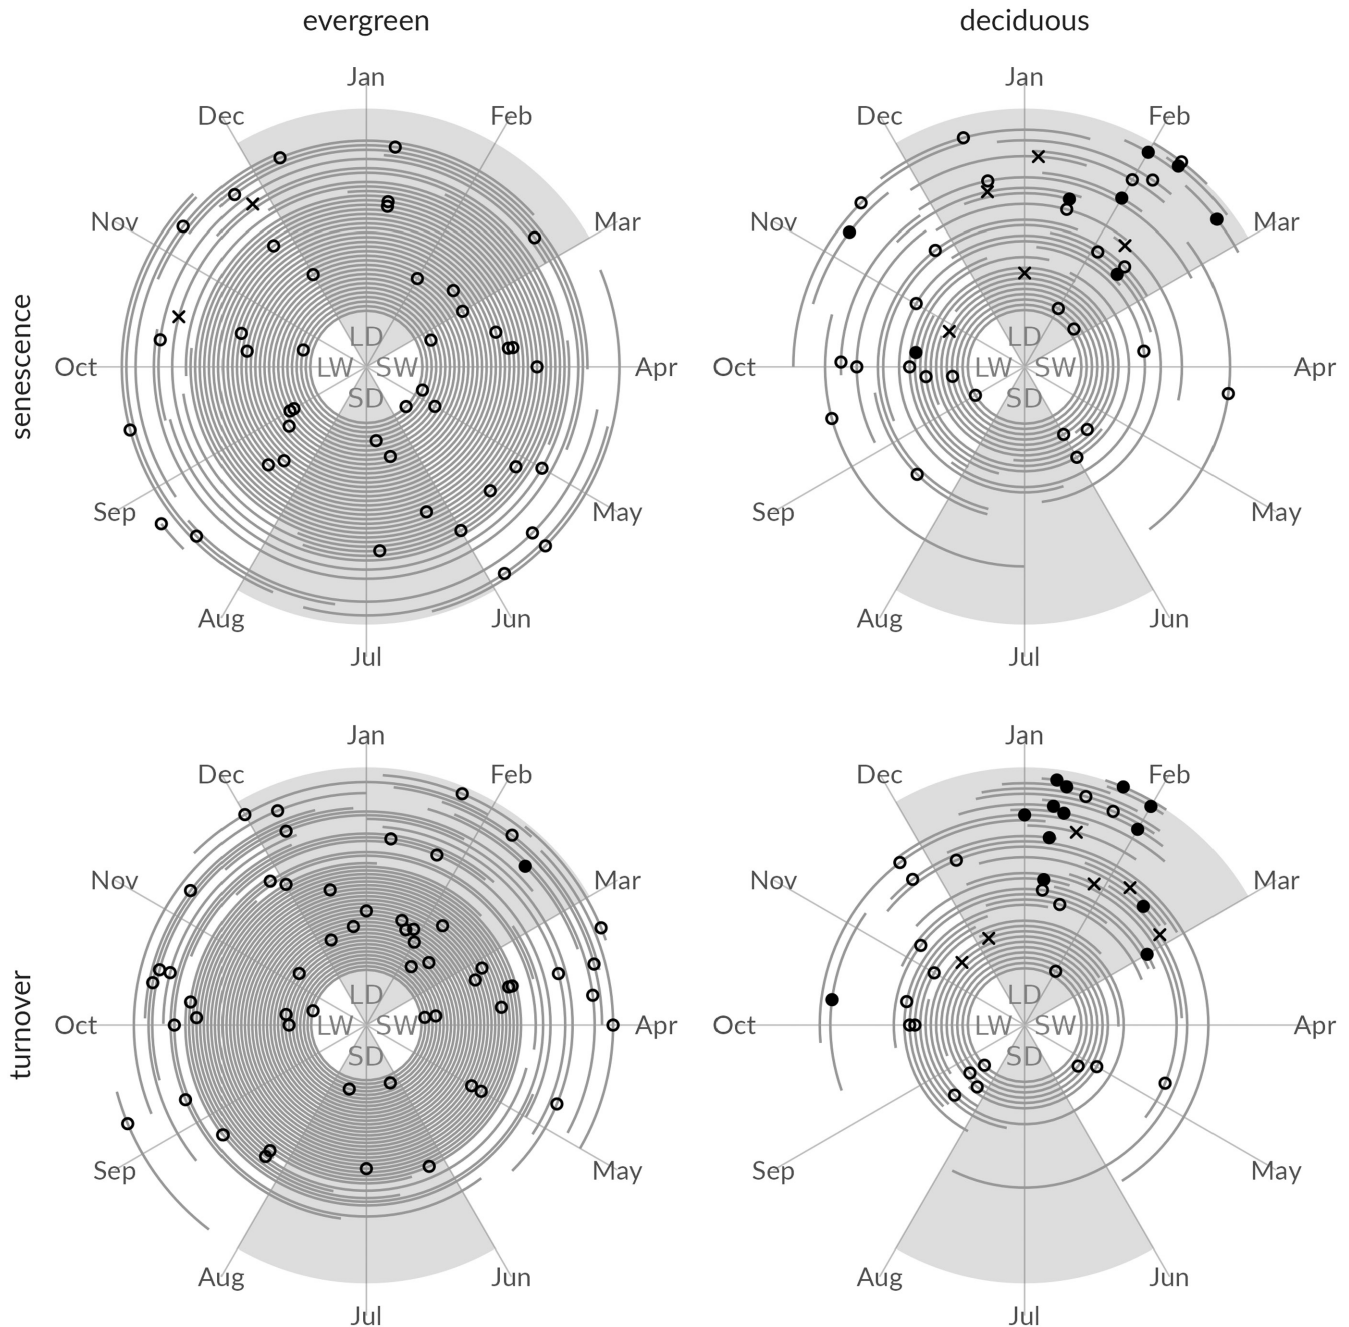 evergreen
deciduous
Jan
Jan
Dec
Feb
Dec
Feb
Nov
Mar
Nov
Mar
senescence
LD
LD
Oct
LW
SW
Apr
Oct
LW
SW
Apr
SD
SD
Sep
May
Sep
May
Aug
Jun
Aug
Jun
Jul
Jul
Jan
Jan
Dec
Feb
Dec
Feb
Nov
Mar
Nov
Mar
turnover
LD
LD
Oct
LW
SW
Apr
Oct
LW
SW
Apr
SD
SD
Sep
May
Sep
May
Aug
Jun
Aug
Jun
Jul
Jul